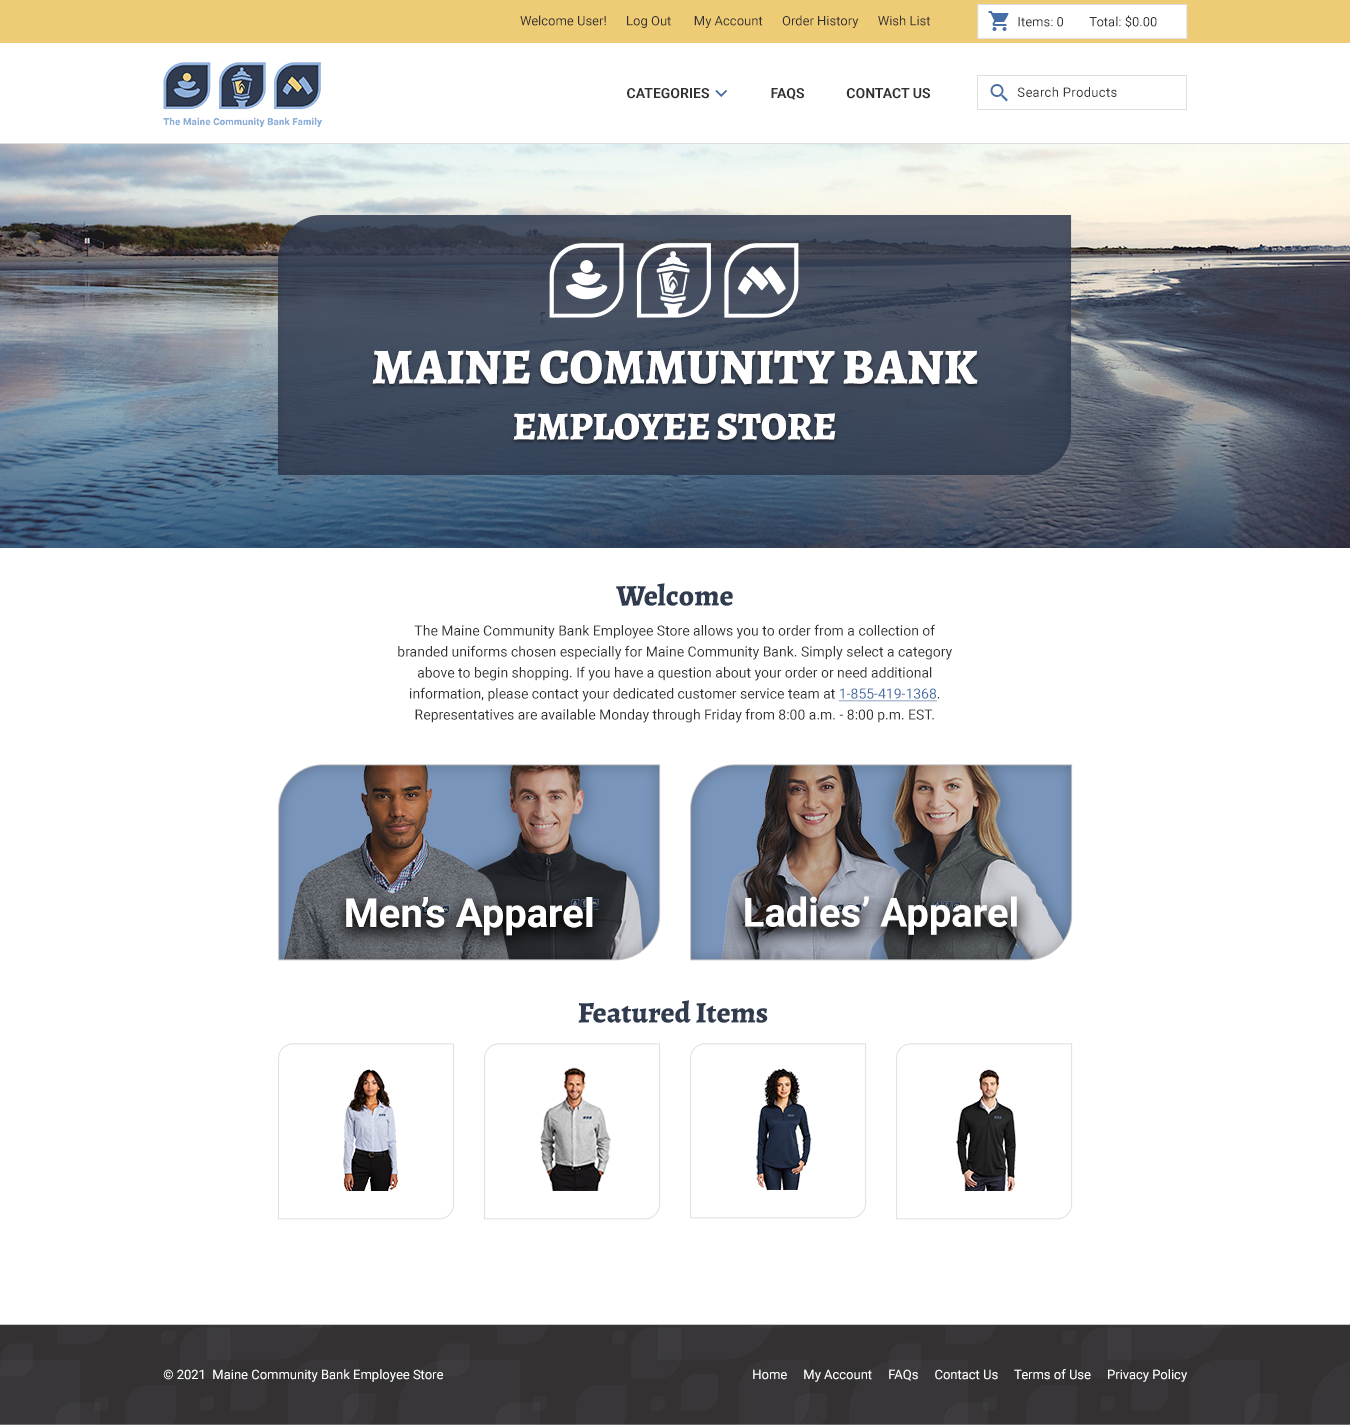 Welcome User! Log Out My Account Order History Wish List Items: 0 Total: $0.00
The Maine Community Bank Family
CATEGORIES FAQS CONTACT US Search Products
MAINE COMMUNITY BANK
EMPLOYEE STORE
Welcome
The Maine Community Bank Employee Store allows you to order from a collection of
branded uniforms chosen especially for Maine Community Bank. Simply select a category
above to begin shopping. If you have a question about your order or need additional
information, please contact your dedicated customer service team at 1-855-419-1368.
Representatives are available Monday through Friday from 8:00 a.m. - 8:00 p.m. EST.
Men’s Apparel
Ladies’ Apparel
Featured Items
© 2021 Maine Community Bank Employee Store Home My Account FAQs Contact Us Terms of Use Privacy Policy